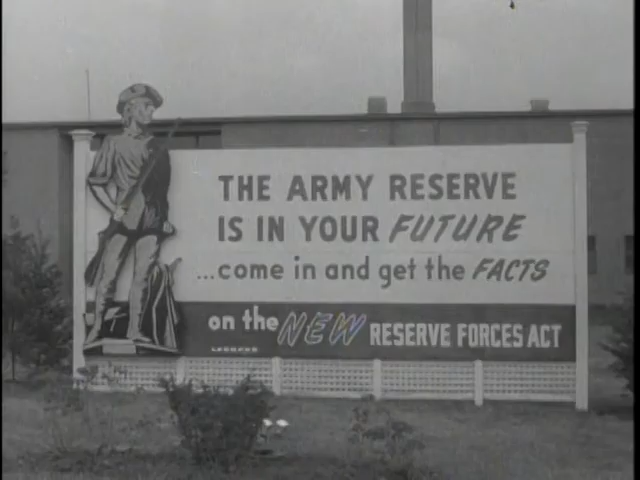 THE ARMY RESERVE
IS IN YOUR FUTURE
...come in and get the FACTS
on the NEW RESERVE FORCES ACT